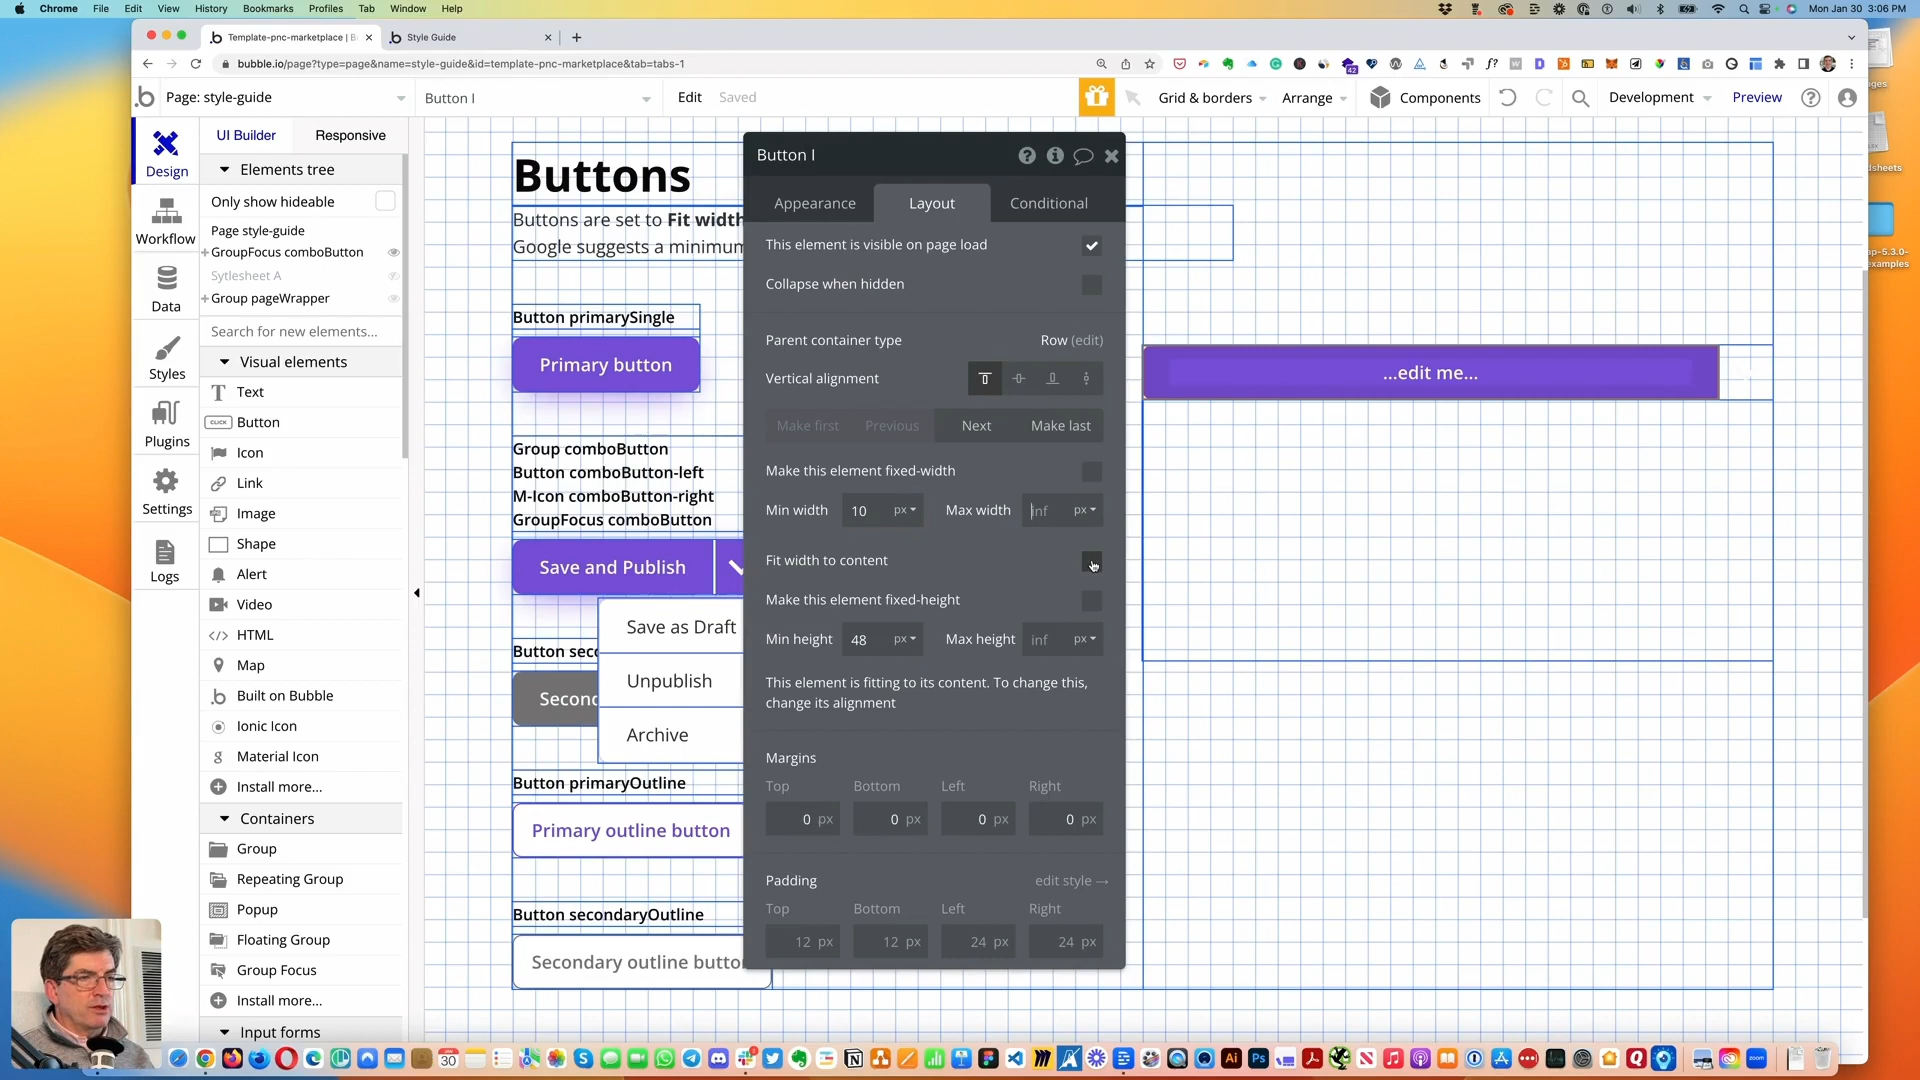 Chrome File Edit View History Bookmarks Profiles Tab Window Help
Mon Jan 30 3:06 PM
Template-pnc-marketplace | B
Style Guide
bubble.io/page?type=page&name=style-guide&id=template-pnc-marketplace&tab=tabs-1
Page: style-guide
Button I
Edit Saved
Grid & borders
Arrange
Components
Development
Preview
Design
Workflow
Data
Styles
Plugins
Settings
Logs
UI Builder Responsive
Elements tree
Only show hideable
Page style-guide
GroupFocus comboButton
Sytlesheet A
Group pageWrapper
Search for new elements...
Visual elements
Text
CLICK Button
Icon
Link
Image
Shape
Alert
Video
</> HTML
Map
Built on Bubble
Ionic Icon
Material Icon
Install more...
Containers
Group
Repeating Group
Popup
Floating Group
Group Focus
Install more...
Input forms
Buttons
Buttons are set to Fit width
Google suggests a minimum
Button primarySingle
Primary button
Group comboButton
Button comboButton-left
M-Icon comboButton-right
GroupFocus comboButton
Save and Publish
Save as Draft
Unpublish
Archive
Button sec
Secon
Button primaryOutline
Primary outline button
Button secondaryOutline
Secondary outline butto
Button I
Appearance Layout Conditional
This element is visible on page load
Collapse when hidden
Parent container type Row (edit)
Vertical alignment
Make first Previous Next Make last
Make this element fixed-width
Min width 10 px Max width inf px
Fit width to content
Make this element fixed-height
Min height 48 px Max height inf px
This element is fitting to its content. To change this,
change its alignment
Margins
Top Bottom Left Right
0 px 0 px 0 px 0 px
Padding edit style →
Top Bottom Left Right
12 px 12 px 24 px 24 px
...edit me...
ages
dsheets
ap-5.3.0-
examples